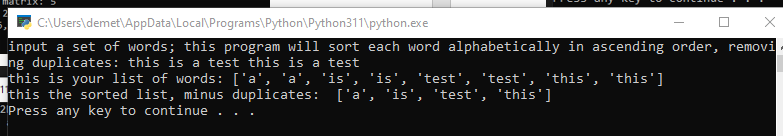 matrix: 5
press any key to continue . . .
C:\Users\demet\AppData\Local\Programs\Python\Python311\python.exe
input a set of words; this program will sort each word alphabetically in ascending order, removi
ng duplicates: this is a test this is a test
this is your list of words: ['a', 'a', 'is', 'is', 'test', 'test', 'this', 'this']
this the sorted list, minus duplicates:  ['a', 'is', 'test', 'this']
Press any key to continue . . .